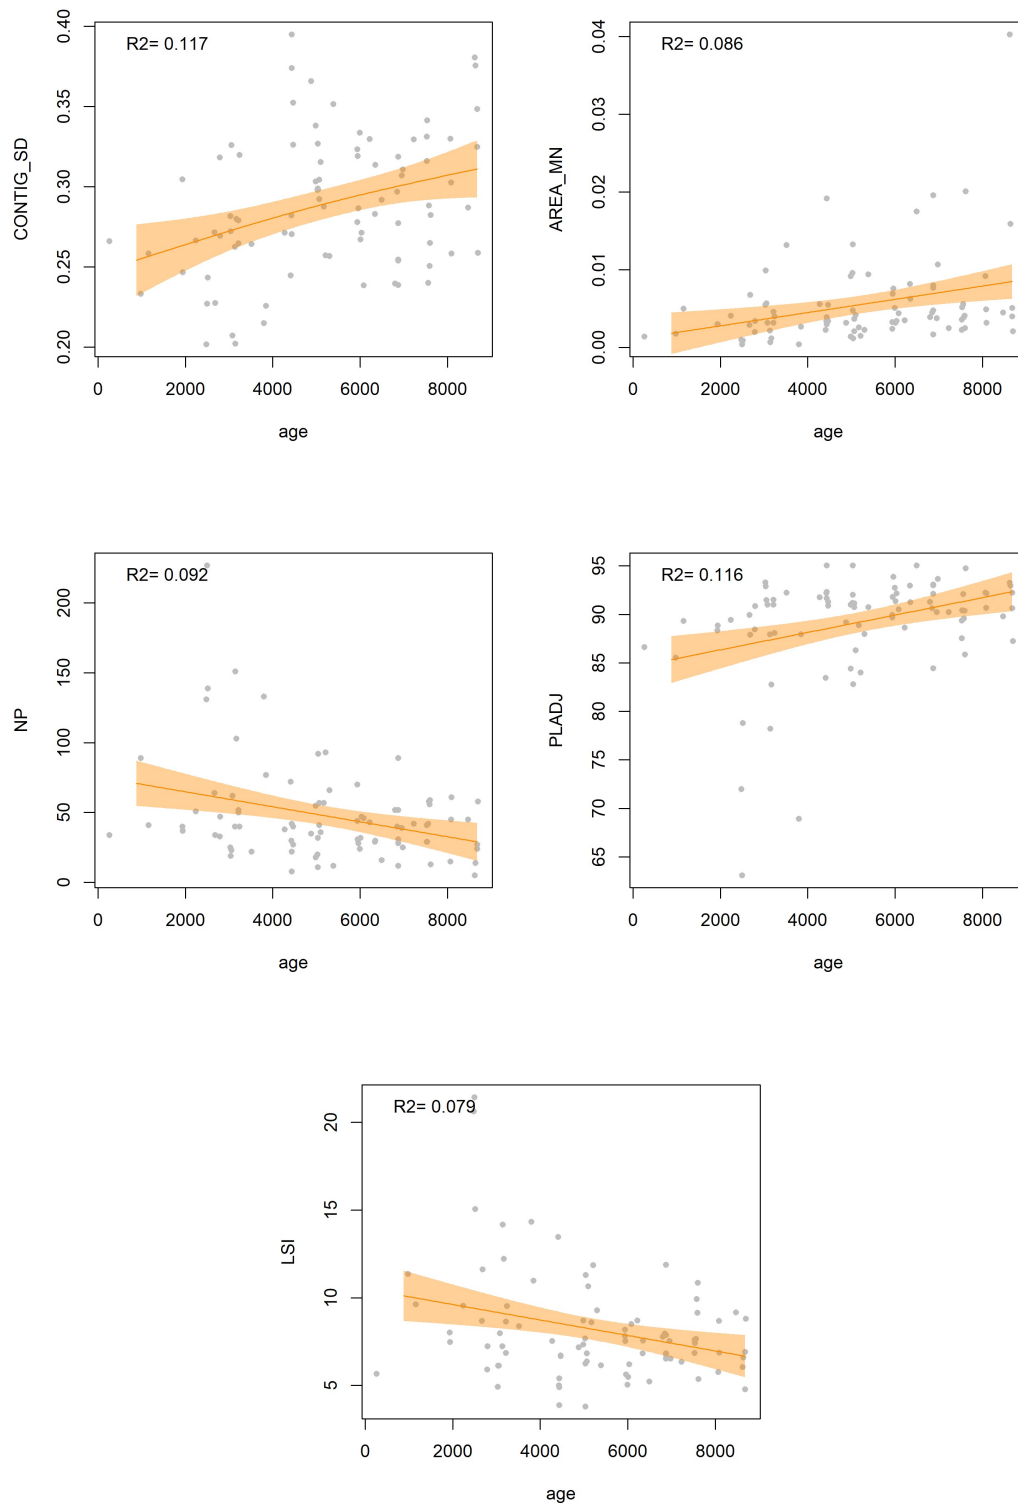 R2= 0.117
CONTIG_SD
0.40
0.35
0.30
0.25
0.20
0 2000 4000 6000 8000
age
R2= 0.086
AREA_MN
0.04
0.03
0.02
0.01
0.00
0 2000 4000 6000 8000
age
R2= 0.092
NP
200
150
100
50
0
0 2000 4000 6000 8000
age
R2= 0.116
PLADJ
95
90
85
80
75
70
65
0 2000 4000 6000 8000
age
R2= 0.079
LSI
20
15
10
5
0 2000 4000 6000 8000
age